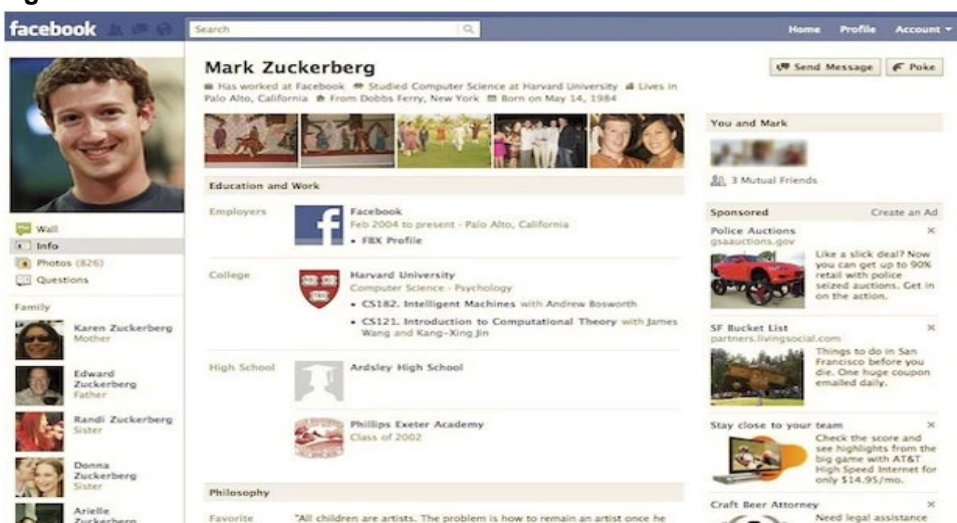 facebook
Search
Home Profile Account
Mark Zuckerberg
Has worked at Facebook Studied Computer Science at Harvard University Lives in
Palo Alto, California From Dobbs Ferry, New York Born on May 14, 1984
Send Message Poke
Wall
Info
Photos (826)
Questions
Family
Karen Zuckerberg
Mother
Edward
Zuckerberg
Father
Randi Zuckerberg
Sister
Donna
Zuckerberg
Sister
Arielle
Zuckerberg
Education and Work
Employers
Facebook
Feb 2004 to present · Palo Alto, California
• FBX Profile
College
Harvard University
Computer Science · Psychology
• CS182. Intelligent Machines with Andrew Bosworth
• CS121. Introduction to Computational Theory with James
Wang and Kang-Xing Jin
High School
Ardsley High School
Phillips Exeter Academy
Class of 2002
Philosophy
Favorite
"All children are artists. The problem is how to remain an artist once he
You and Mark
3 Mutual Friends
Sponsored Create an Ad
Police Auctions
gsaauctions.gov
Like a slick deal? Now
you can get up to 90%
retail with police
seized auctions. Get in
on the action.
SF Bucket List
partners.livingsocial.com
Things to do in San
Francisco before you
die. One huge coupon
emailed daily.
Stay close to your team
Check the score and
see highlights from the
big game with AT&T
High Speed Internet for
only $14.95/mo.
Craft Beer Attorney
Need legal assistance